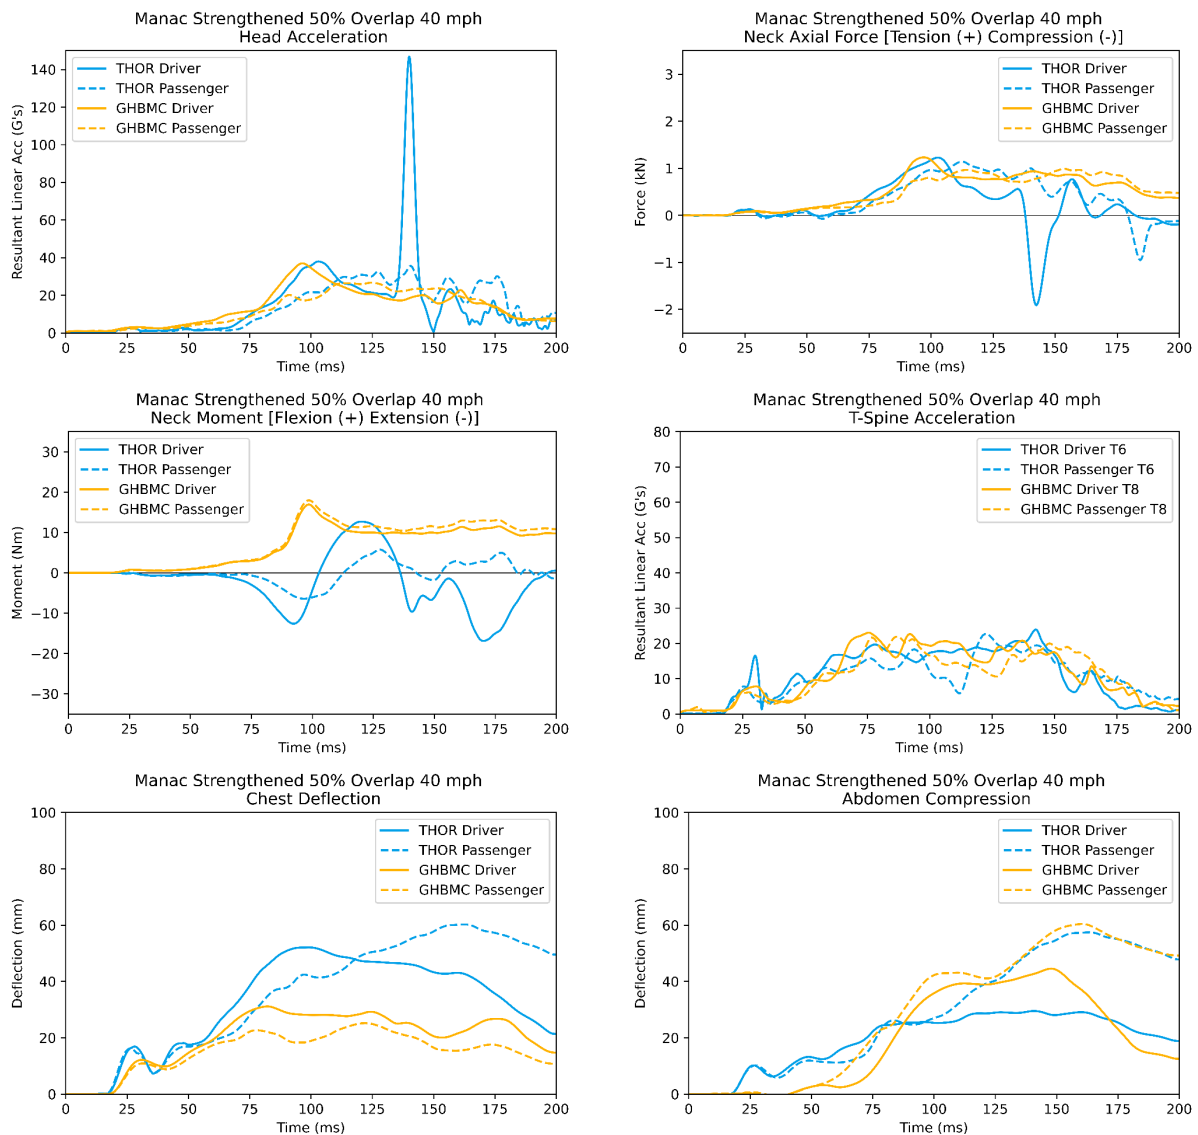 Manac Strengthened 50% Overlap 40 mph
Head Acceleration
Resultant Linear Acc (G's)
140
120
100
80
60
40
20
0
THOR Driver
THOR Passenger
GHBMC Driver
GHBMC Passenger
0 25 50 75 100 125 150 175 200
Time (ms)
Manac Strengthened 50% Overlap 40 mph
Neck Axial Force [Tension (+) Compression (-)]
Force (kN)
3
2
1
0
−1
−2
THOR Driver
THOR Passenger
GHBMC Driver
GHBMC Passenger
0 25 50 75 100 125 150 175 200
Time (ms)
Manac Strengthened 50% Overlap 40 mph
Neck Moment [Flexion (+) Extension (-)]
Moment (Nm)
30
20
10
0
−10
−20
−30
THOR Driver
THOR Passenger
GHBMC Driver
GHBMC Passenger
0 25 50 75 100 125 150 175 200
Time (ms)
Manac Strengthened 50% Overlap 40 mph
T-Spine Acceleration
Resultant Linear Acc (G's)
80
70
60
50
40
30
20
10
0
THOR Driver T6
THOR Passenger T6
GHBMC Driver T8
GHBMC Passenger T8
0 25 50 75 100 125 150 175 200
Time (ms)
Manac Strengthened 50% Overlap 40 mph
Chest Deflection
Deflection (mm)
100
80
60
40
20
0
THOR Driver
THOR Passenger
GHBMC Driver
GHBMC Passenger
0 25 50 75 100 125 150 175 200
Time (ms)
Manac Strengthened 50% Overlap 40 mph
Abdomen Compression
Deflection (mm)
100
80
60
40
20
0
THOR Driver
THOR Passenger
GHBMC Driver
GHBMC Passenger
0 25 50 75 100 125 150 175 200
Time (ms)